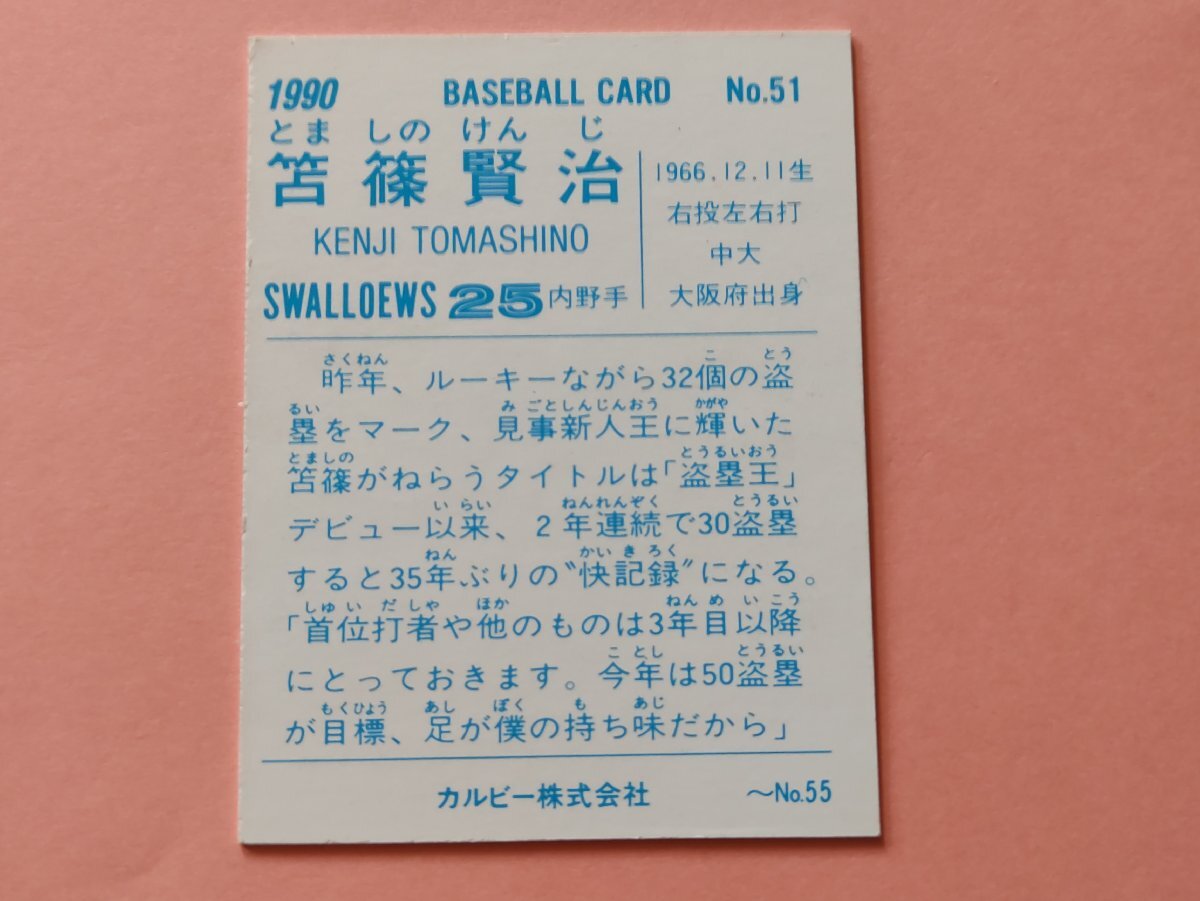 1990 BASEBALL CARD No.51
とま しの けん じ
笘篠賢治
KENJI TOMASHINO
SWALLOEWS 25 内野手
1966.12.11生
右投左右打
中大
大阪府出身
さくねん こ とう
昨年、ルーキーながら32個の盗
るい み ごとしんじんおう かがや
塁をマーク、見事新人王に輝いた
とましの とうるいおう
笘篠がねらうタイトルは「盗塁王」
い らい ねんれんぞく とうるい
デビュー以来、2年連続で30盗塁
ねん かい き ろく
すると35年ぶりの“快記録”になる。
しゅ い だ しゃ ほか ねん め い こう
「首位打者や他のものは3年目以降
こ とし とうるい
にとっておきます。今年は50盗塁
もくひょう あし ぼく も あじ
が目標、足が僕の持ち味だから」
カルビー株式会社 〜No.55